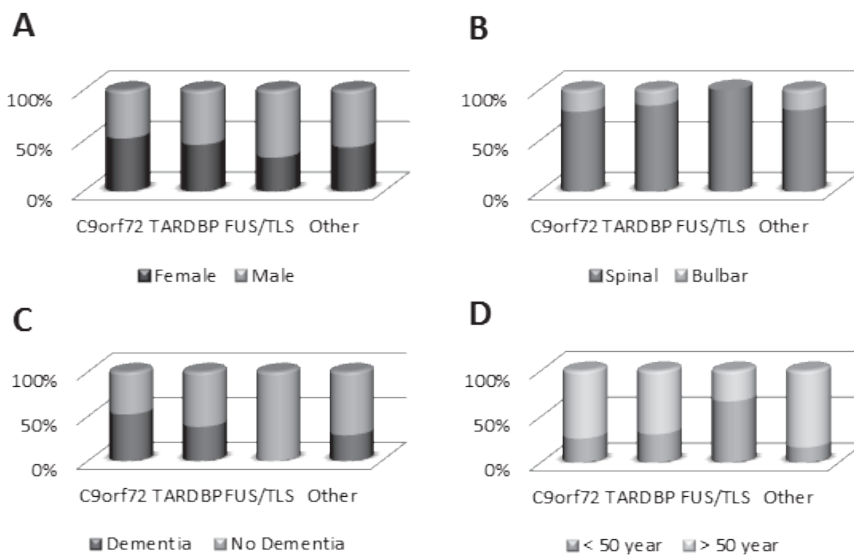 A
100%
50%
0%
C9orf72 TARDBP FUS/TLS Other
Female Male
B
100%
50%
0%
C9orf72 TARDBP FUS/TLS Other
Spinal Bulbar
C
100%
50%
0%
C9orf72 TARDBP FUS/TLS Other
Dementia No Dementia
D
100%
50%
0%
C9orf72 TARDBP FUS/TLS Other
< 50 year > 50 year